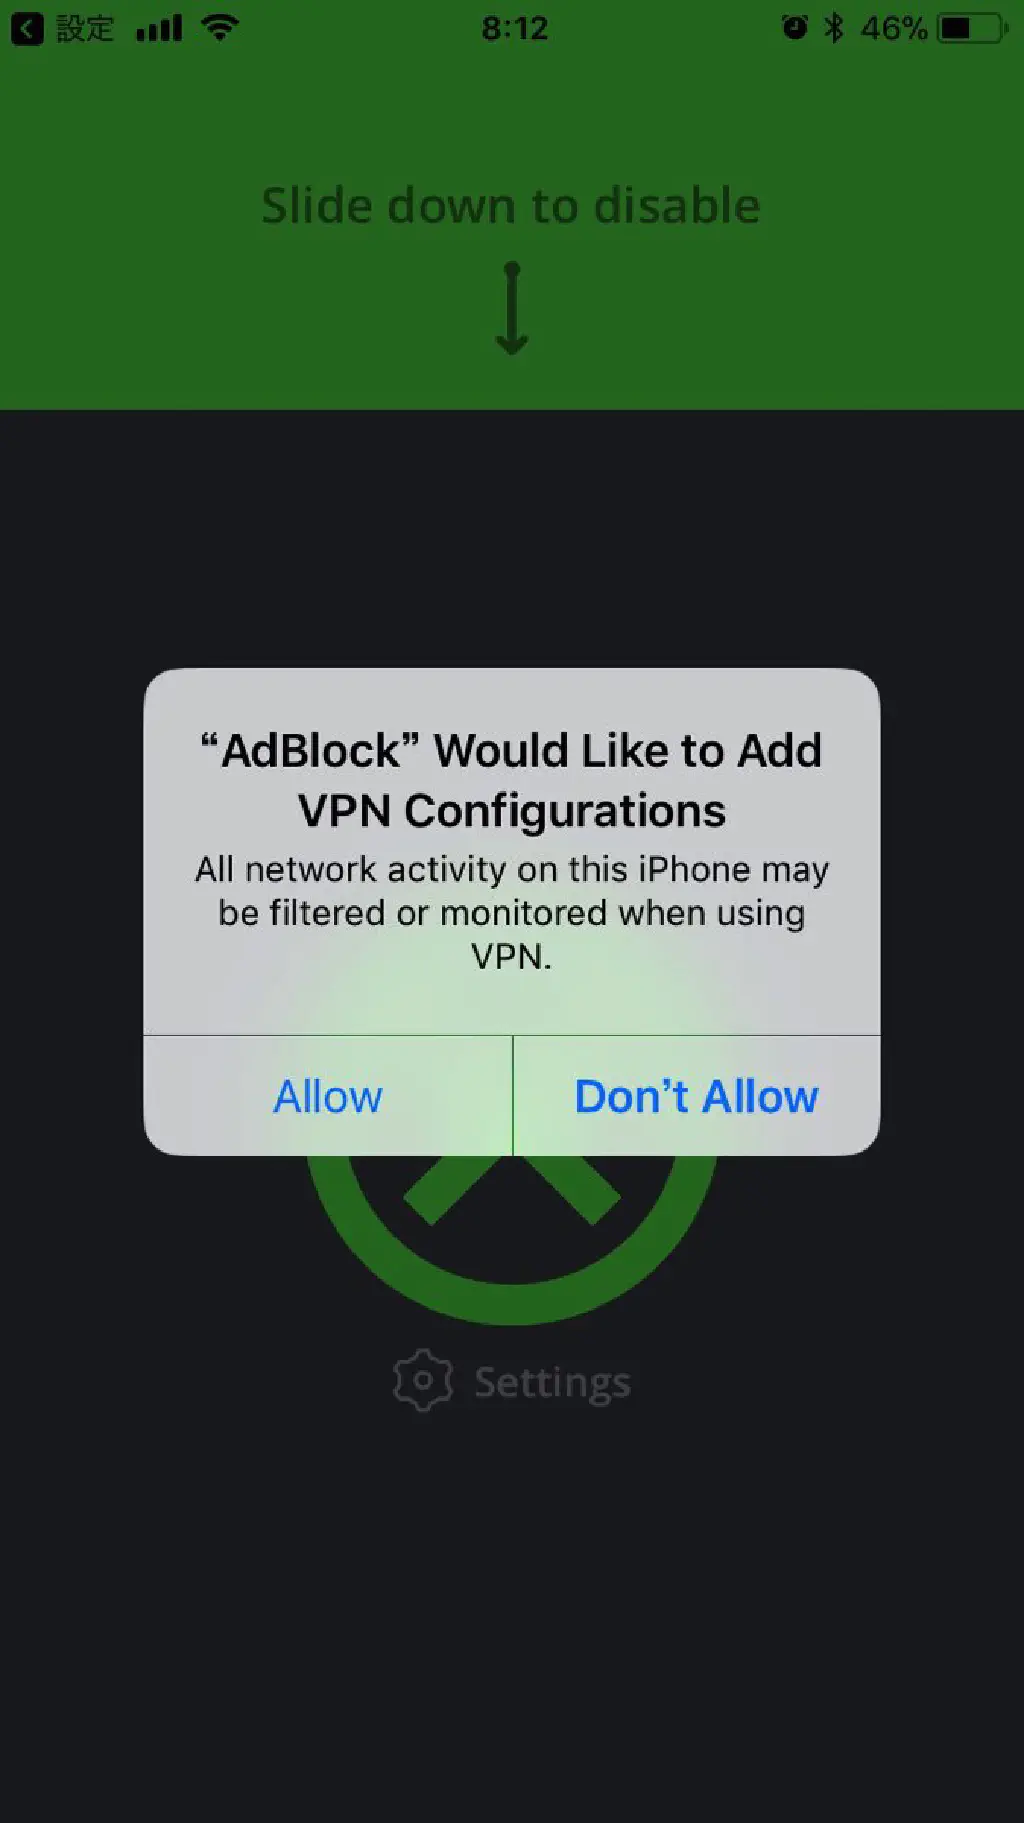 設定
8:12
46%
Slide down to disable
“AdBlock” Would Like to Add
VPN Configurations
All network activity on this iPhone may
be filtered or monitored when using
VPN.
Allow
Don’t Allow
Settings